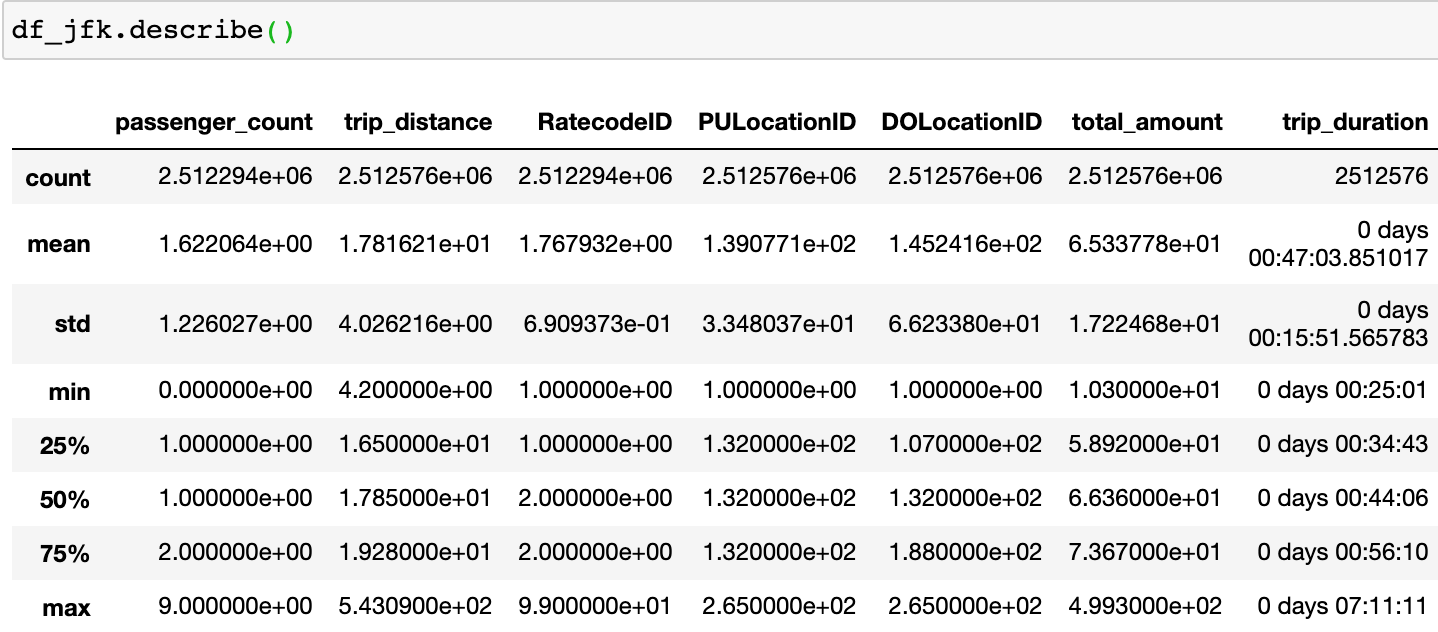 df_jfk.describe()
passenger_count trip_distance RatecodeID PULocationID DOLocationID total_amount trip_duration
count 2.512294e+06 2.512576e+06 2.512294e+06 2.512576e+06 2.512576e+06 2.512576e+06 2512576
mean 1.622064e+00 1.781621e+01 1.767932e+00 1.390771e+02 1.452416e+02 6.533778e+01 0 days
00:47:03.851017
std 1.226027e+00 4.026216e+00 6.909373e-01 3.348037e+01 6.623380e+01 1.722468e+01 0 days
00:15:51.565783
min 0.000000e+00 4.200000e+00 1.000000e+00 1.000000e+00 1.000000e+00 1.030000e+01 0 days 00:25:01
25% 1.000000e+00 1.650000e+01 1.000000e+00 1.320000e+02 1.070000e+02 5.892000e+01 0 days 00:34:43
50% 1.000000e+00 1.785000e+01 2.000000e+00 1.320000e+02 1.320000e+02 6.636000e+01 0 days 00:44:06
75% 2.000000e+00 1.928000e+01 2.000000e+00 1.320000e+02 1.880000e+02 7.367000e+01 0 days 00:56:10
max 9.000000e+00 5.430900e+02 9.900000e+01 2.650000e+02 2.650000e+02 4.993000e+02 0 days 07:11:11